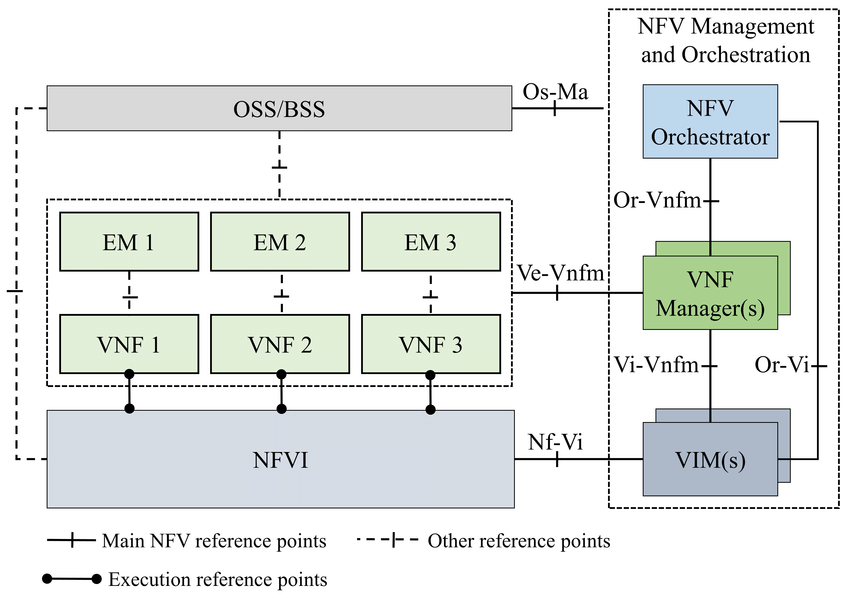 NFV Management
and Orchestration
OSS/BSS
Os-Ma
NFV
Orchestrator
Or-Vnfm
EM 1
EM 2
EM 3
Ve-Vnfm
VNF
Manager(s)
VNF 1
VNF 2
VNF 3
Vi-Vnfm
Or-Vi
NFVI
Nf-Vi
VIM(s)
Main NFV reference points
Other reference points
Execution reference points